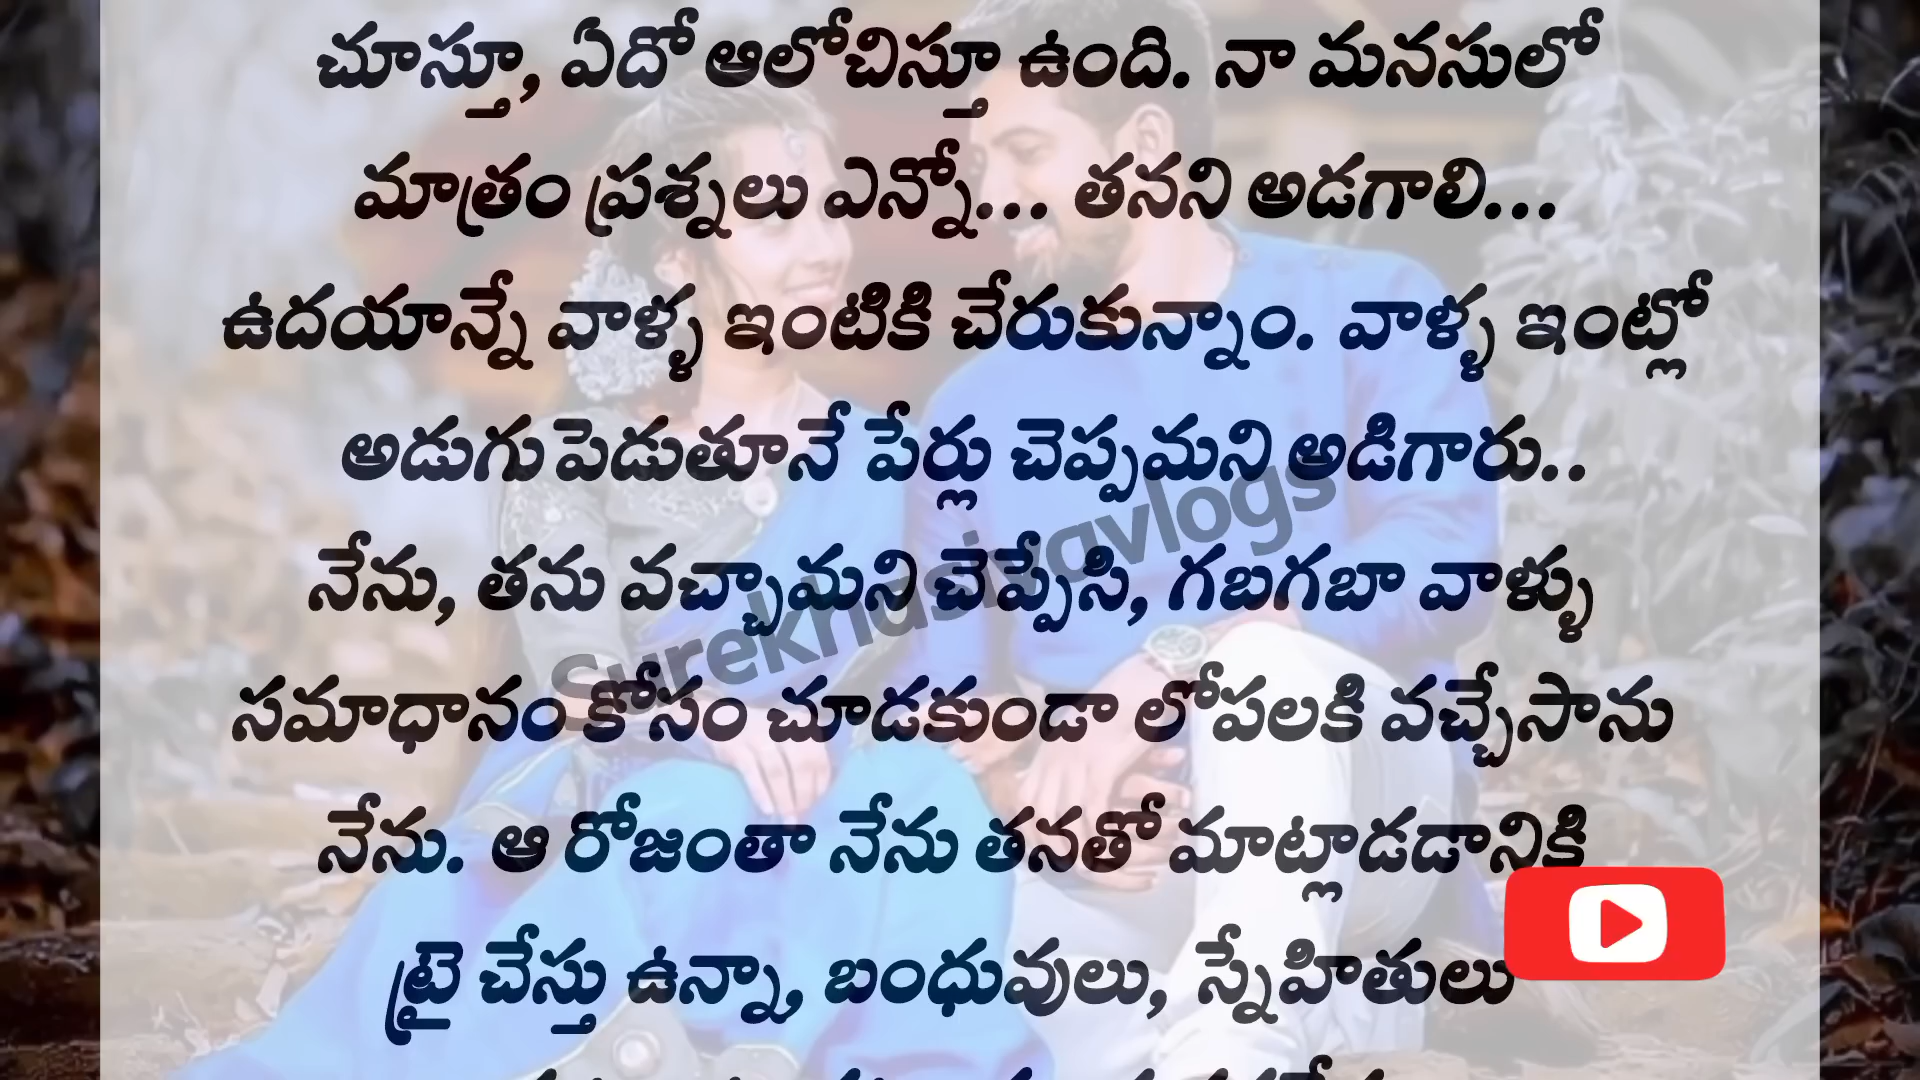 చూస్తూ, ఏదో ఆలోచిస్తూ ఉంది. నా మనసులో
మాత్రం ప్రశ్నలు ఎన్నో... తనని అడగాలి...
ఉదయాన్నే వాళ్ళ ఇంటికి చేరుకున్నాం. వాళ్ళ ఇంట్లో
అడుగు పెడుతూనే పేర్లు చెప్పమని అడిగారు..
నేను, తను వచ్చామని చెప్పేసి, గబగబా వాళ్ళు
సమాధానం కోసం చూడకుండా లోపలకి వచ్చేసాను
నేను. ఆ రోజంతా నేను తనతో మాట్లాడడానికి
ట్రై చేస్తు ఉన్నా, బంధువులు, స్నేహితులు
Surekhasivavlogs